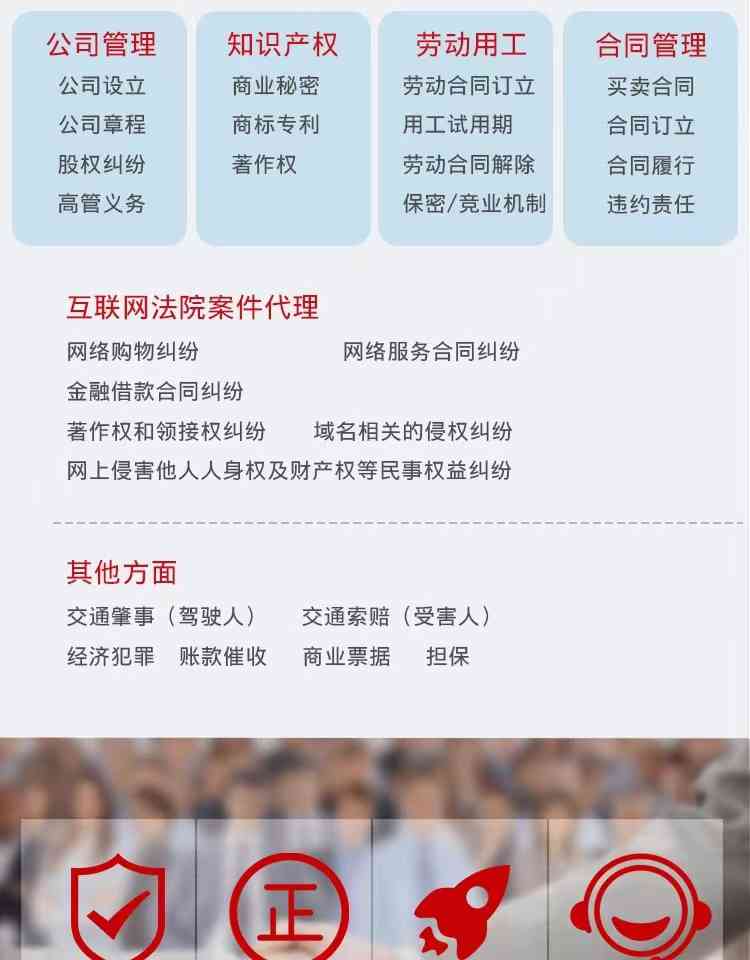 公司管理
公司设立
公司章程
股权纠纷
高管义务
知识产权
商业秘密
商标专利
著作权
劳动用工
劳动合同订立
用工试用期
劳动合同解除
保密/竞业机制
合同管理
买卖合同
合同订立
合同履行
违约责任
互联网法院案件代理
网络购物纠纷 网络服务合同纠纷
金融借款合同纠纷
著作权和领接权纠纷 域名相关的侵权纠纷
网上侵害他人人身权及财产权等民事权益纠纷
其他方面
交通肇事（驾驶人） 交通索赔（受害人）
经济犯罪 账款催收 商业票据 担保
正